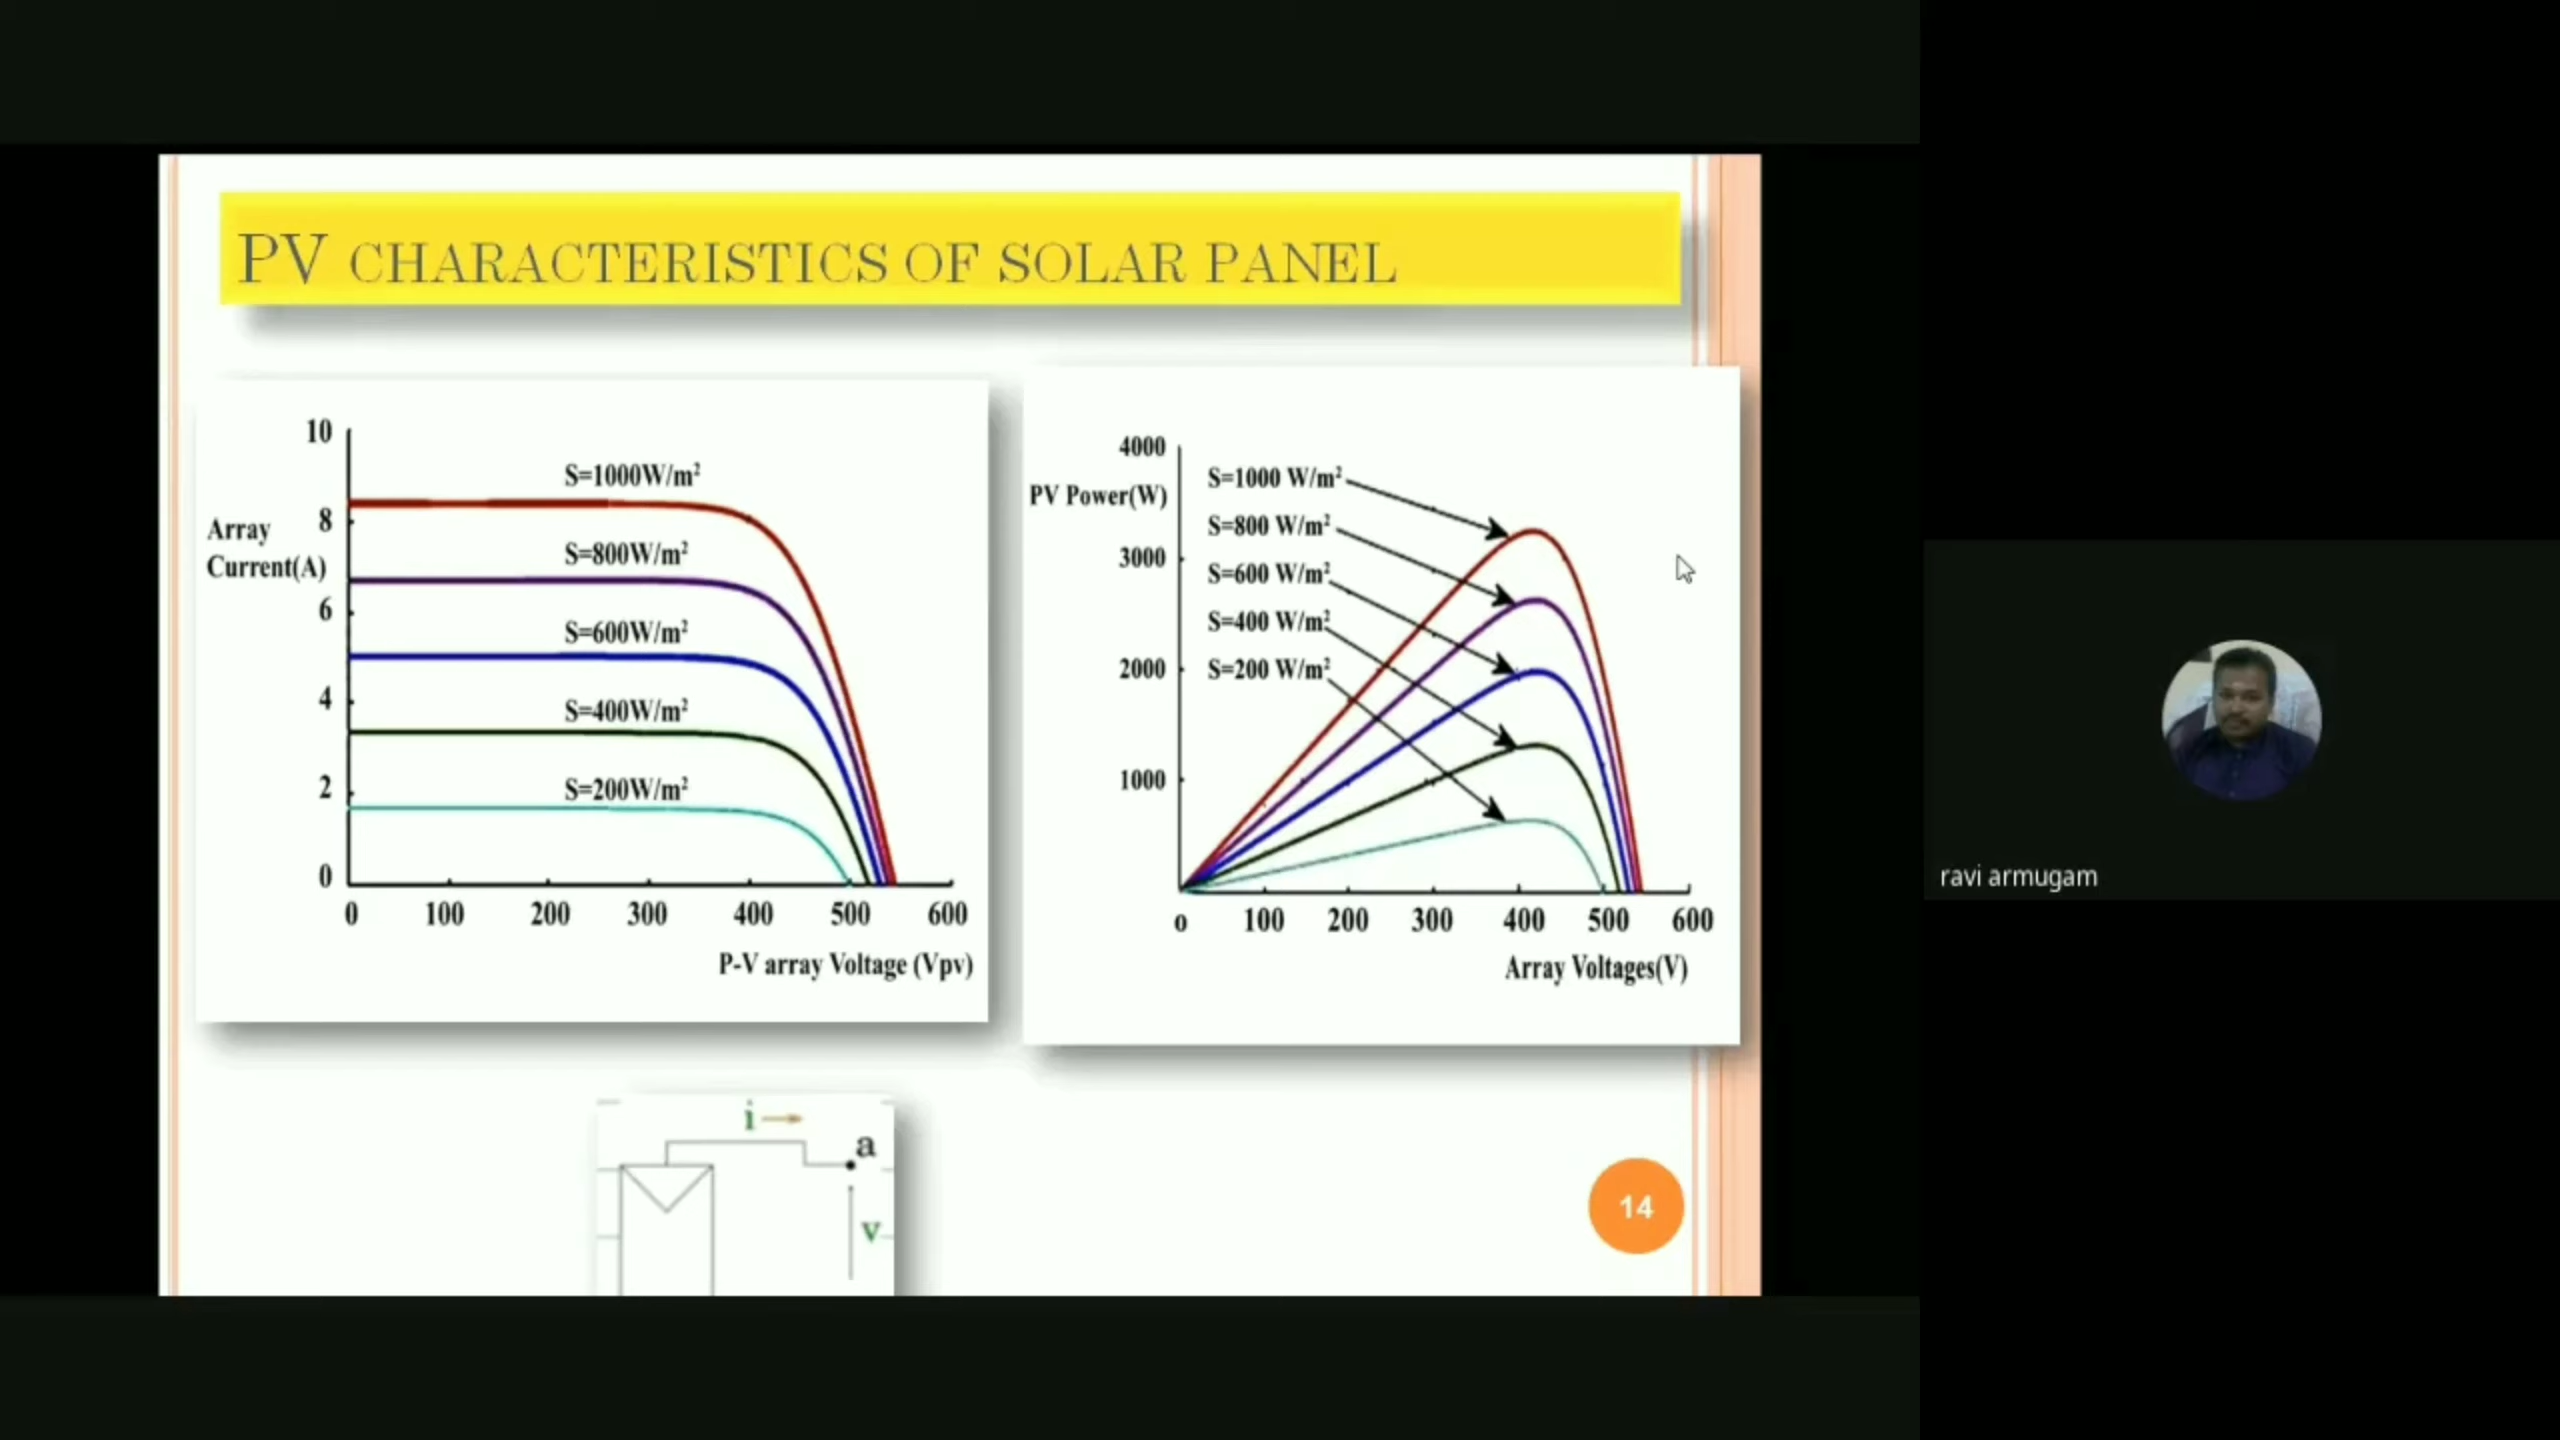 PV CHARACTERISTICS OF SOLAR PANEL
10
S=1000W/m²
Array
Current(A)
8
S=800W/m²
6
S=600W/m²
4
S=400W/m²
2
S=200W/m²
0
0 100 200 300 400 500 600
P-V array Voltage (Vpv)
4000
PV Power(W)
S=1000 W/m²
S=800 W/m²
3000
S=600 W/m²
S=400 W/m²
2000
S=200 W/m²
1000
0 100 200 300 400 500 600
Array Voltages(V)
i
a
v
14
ravi armugam